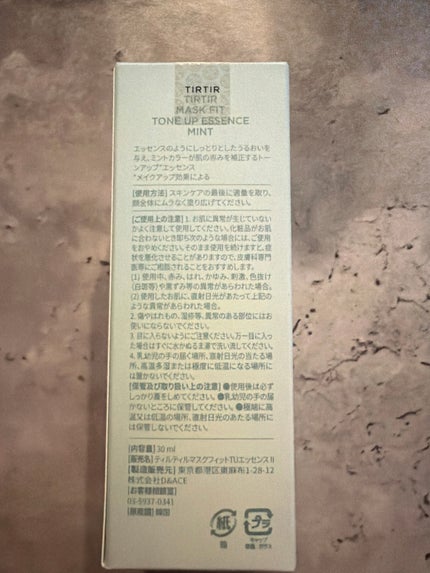 TIRTIR
TIRTIR
MASK FIT
TONE UP ESSENCE
MINT
エッセンスのようにしっとりとしたうるおいを
与え、ミントカラーが肌の赤みを補正するトー
ンアップ*エッセンス
*メイクアップ効果による
[使用方法] スキンケアの最後に適量を取り、
顔全体にムラなく塗り広げてください。
[ご使用上の注意] 1. お肌に異常が生じていない
かよく注意して使用してください。化粧品がお肌
に合わないとき即ち次のような場合には、ご使用
をおやめください。そのまま使用を続けますと、症
状を悪化させることがありますので、皮膚科専門
医等にご相談されることをおすすめします。
(1) 使用中、赤み、はれ、かゆみ、刺激、色抜け
(白斑等)や黒ずみ等の異常があらわれた場合。
(2) 使用したお肌に、直射日光があたって上記の
ような異常があらわれた場合。
2. 傷やはれもの、湿疹等、異常のある部位にはお
使いにならないでください。
3. 目に入らないようにご注意ください。万一目に入っ
た場合はすぐに水かぬるま湯で洗い流してください。
4. 乳幼児の手の届く場所、直射日光の当たる場
所、高温多湿または極度に低温になる場所に
は置かないでください。
[保管及び取り扱い上の注意] ●使用後は必ず
しっかり蓋をしめてください。●乳幼児の手の届
かないところに保管してください。●極端に高
温又は低温の場所、直射日光のあたる場所に
は保管しないでください。
[内容量] 30 ml
[販売名] ティルティルマスクフィットTUエッセンス II
[製造販売元] 東京都港区東麻布1-28-12
株式会社D&ACE
[お客様相談室]
03-5937-0341
[原産国] 韓国
紙
プラ
箱
キャップ
容器: ガラス